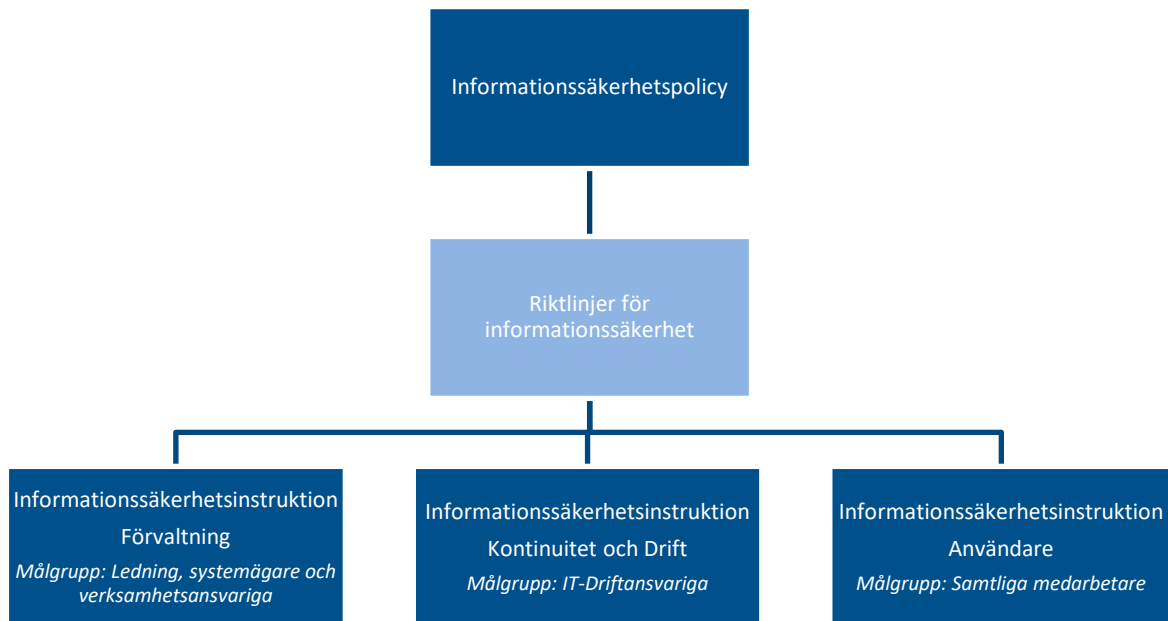 Informationssäkerhetspolicy
Riktlinjer för
informationssäkerhet
Informationssäkerhetsinstruktion
Förvaltning
Målgrupp: Ledning, systemägare och
verksamhetsansvariga
Informationssäkerhetsinstruktion
Kontinuitet och Drift
Målgrupp: IT-Driftansvariga
Informationssäkerhetsinstruktion
Användare
Målgrupp: Samtliga medarbetare